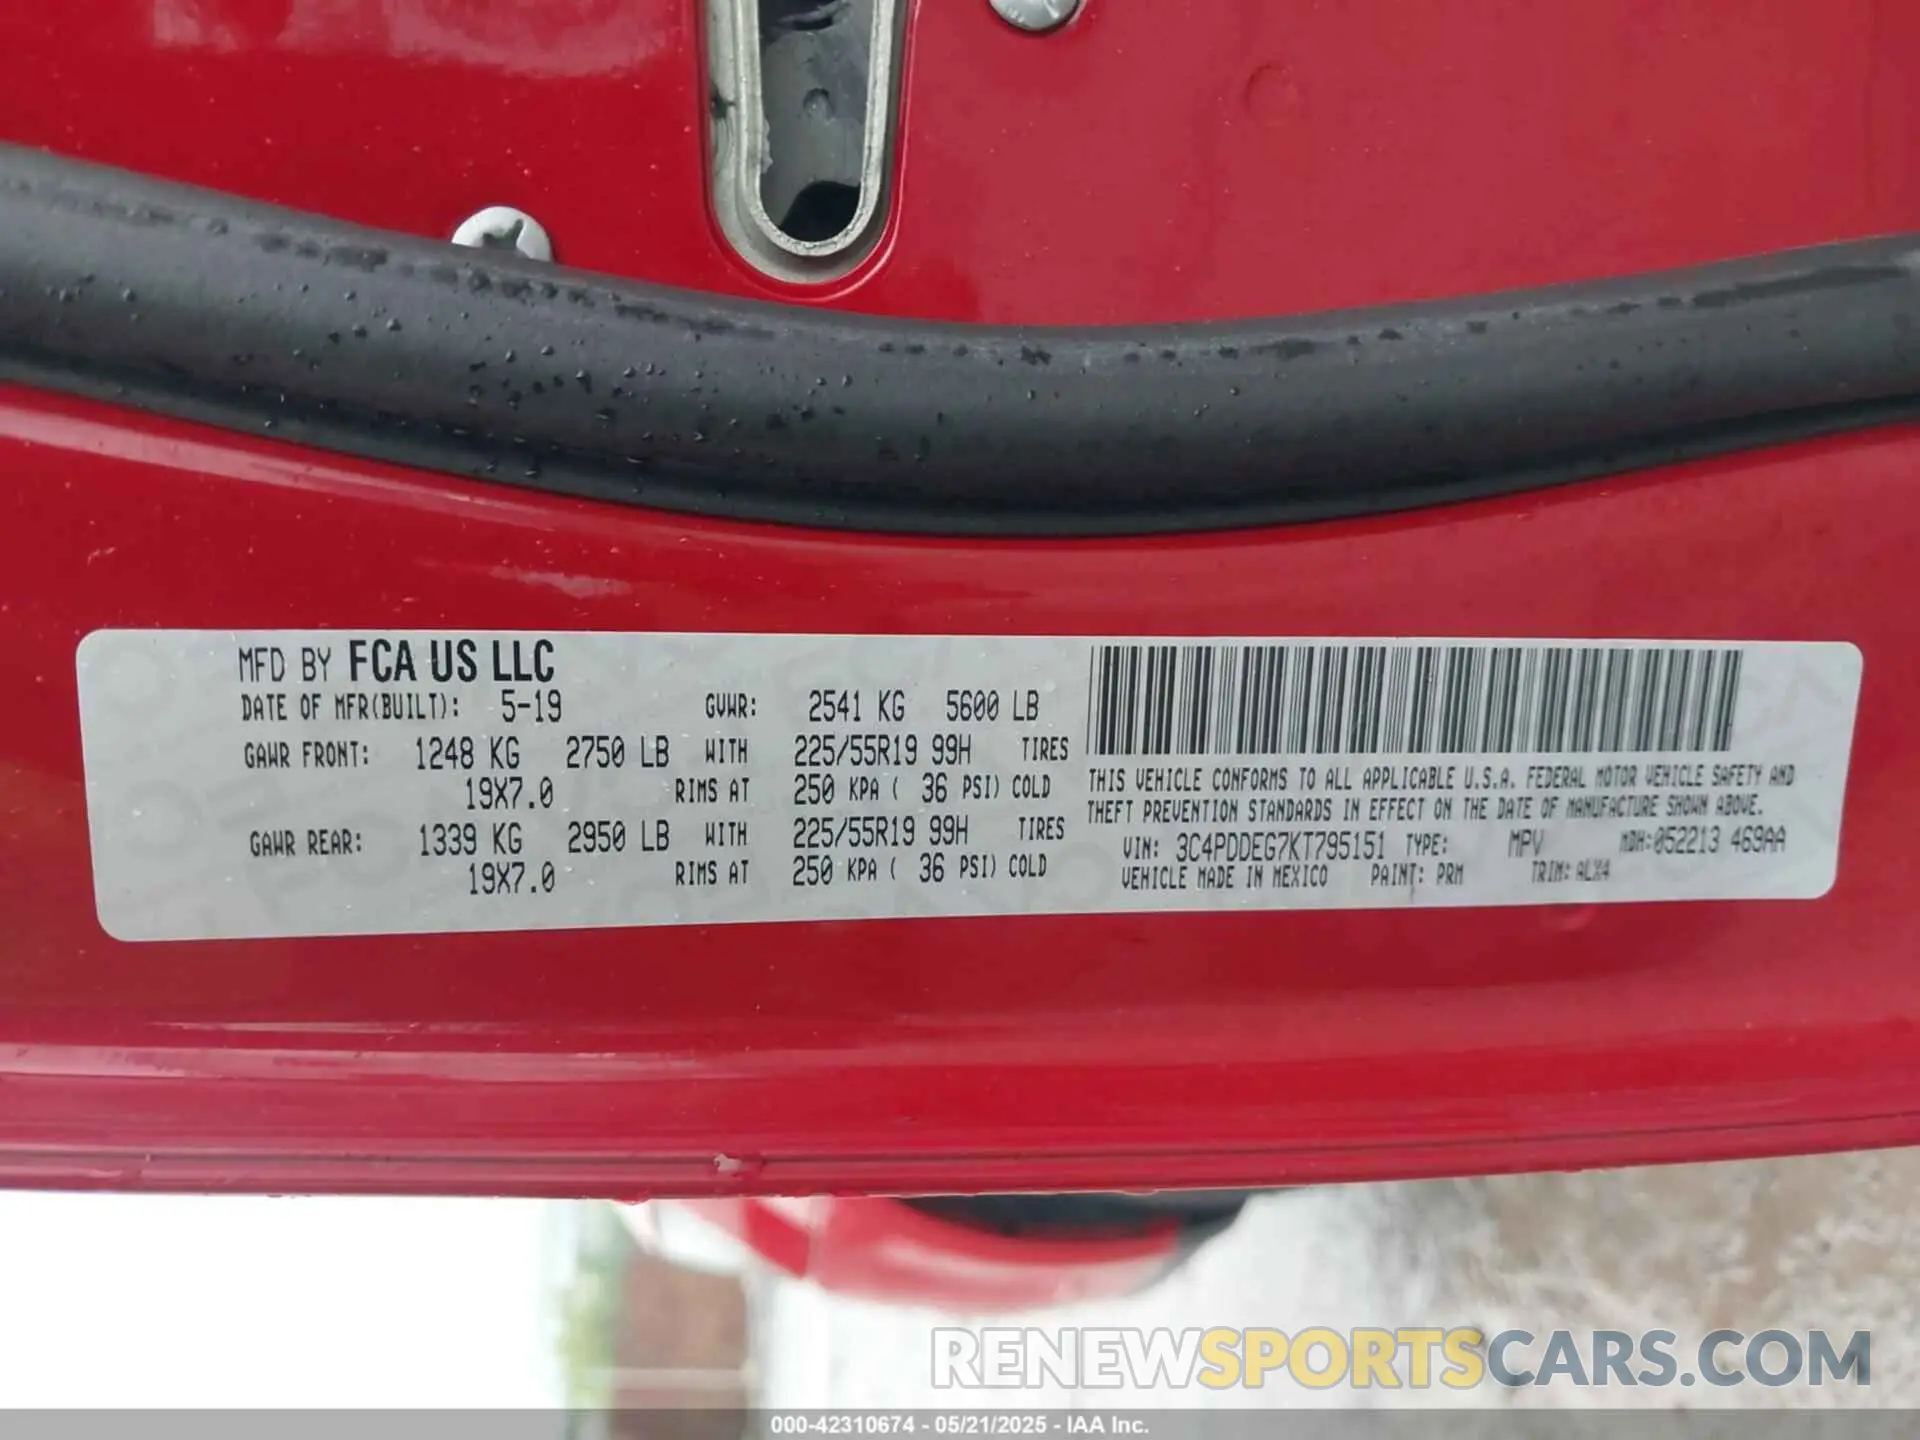 MFD BY FCA US LLC
DATE OF MFR(BUILT): 5-19 GVWR: 2541 KG 5600 LB
GAWR FRONT: 1248 KG 2750 LB WITH 225/55R19 99H TIRES
19X7.0 RIMS AT 250 KPA ( 36 PSI) COLD
GAWR REAR: 1339 KG 2950 LB WITH 225/55R19 99H TIRES
19X7.0 RIMS AT 250 KPA ( 36 PSI) COLD
THIS VEHICLE CONFORMS TO ALL APPLICABLE U.S.A. FEDERAL MOTOR VEHICLE SAFETY AND
THEFT PREVENTION STANDARDS IN EFFECT ON THE DATE OF MANUFACTURE SHOWN ABOVE.
VIN: 3C4PDDEG7KT795151 TYPE: MPV MDH:052213 469AA
VEHICLE MADE IN MEXICO PAINT: PRM TRIM: ALX4
RENEWSPORTSCARS.COM
000-42310674 - 05/21/2025 - IAA Inc.